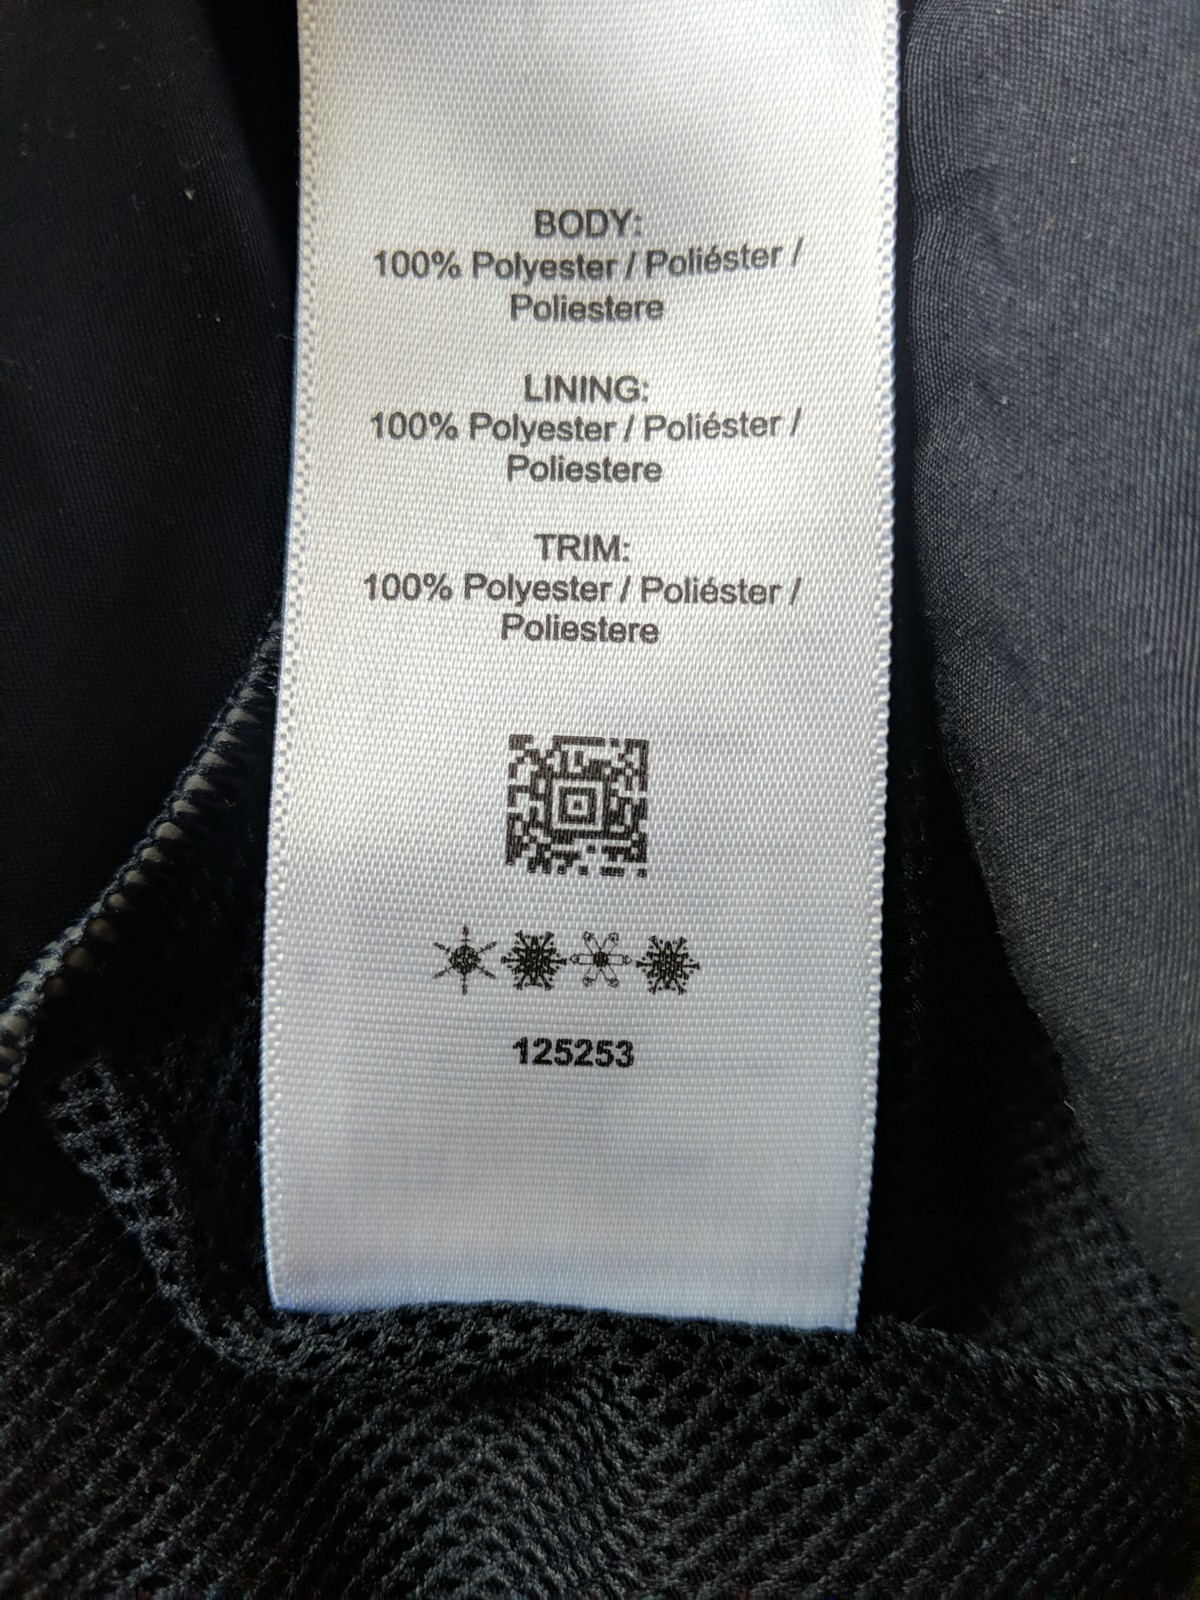 BODY:
100% Polyester / Poliéster /
Poliestere
LINING:
100% Polyester / Poliéster /
Poliestere
TRIM:
100% Polyester / Poliéster /
Poliestere
125253